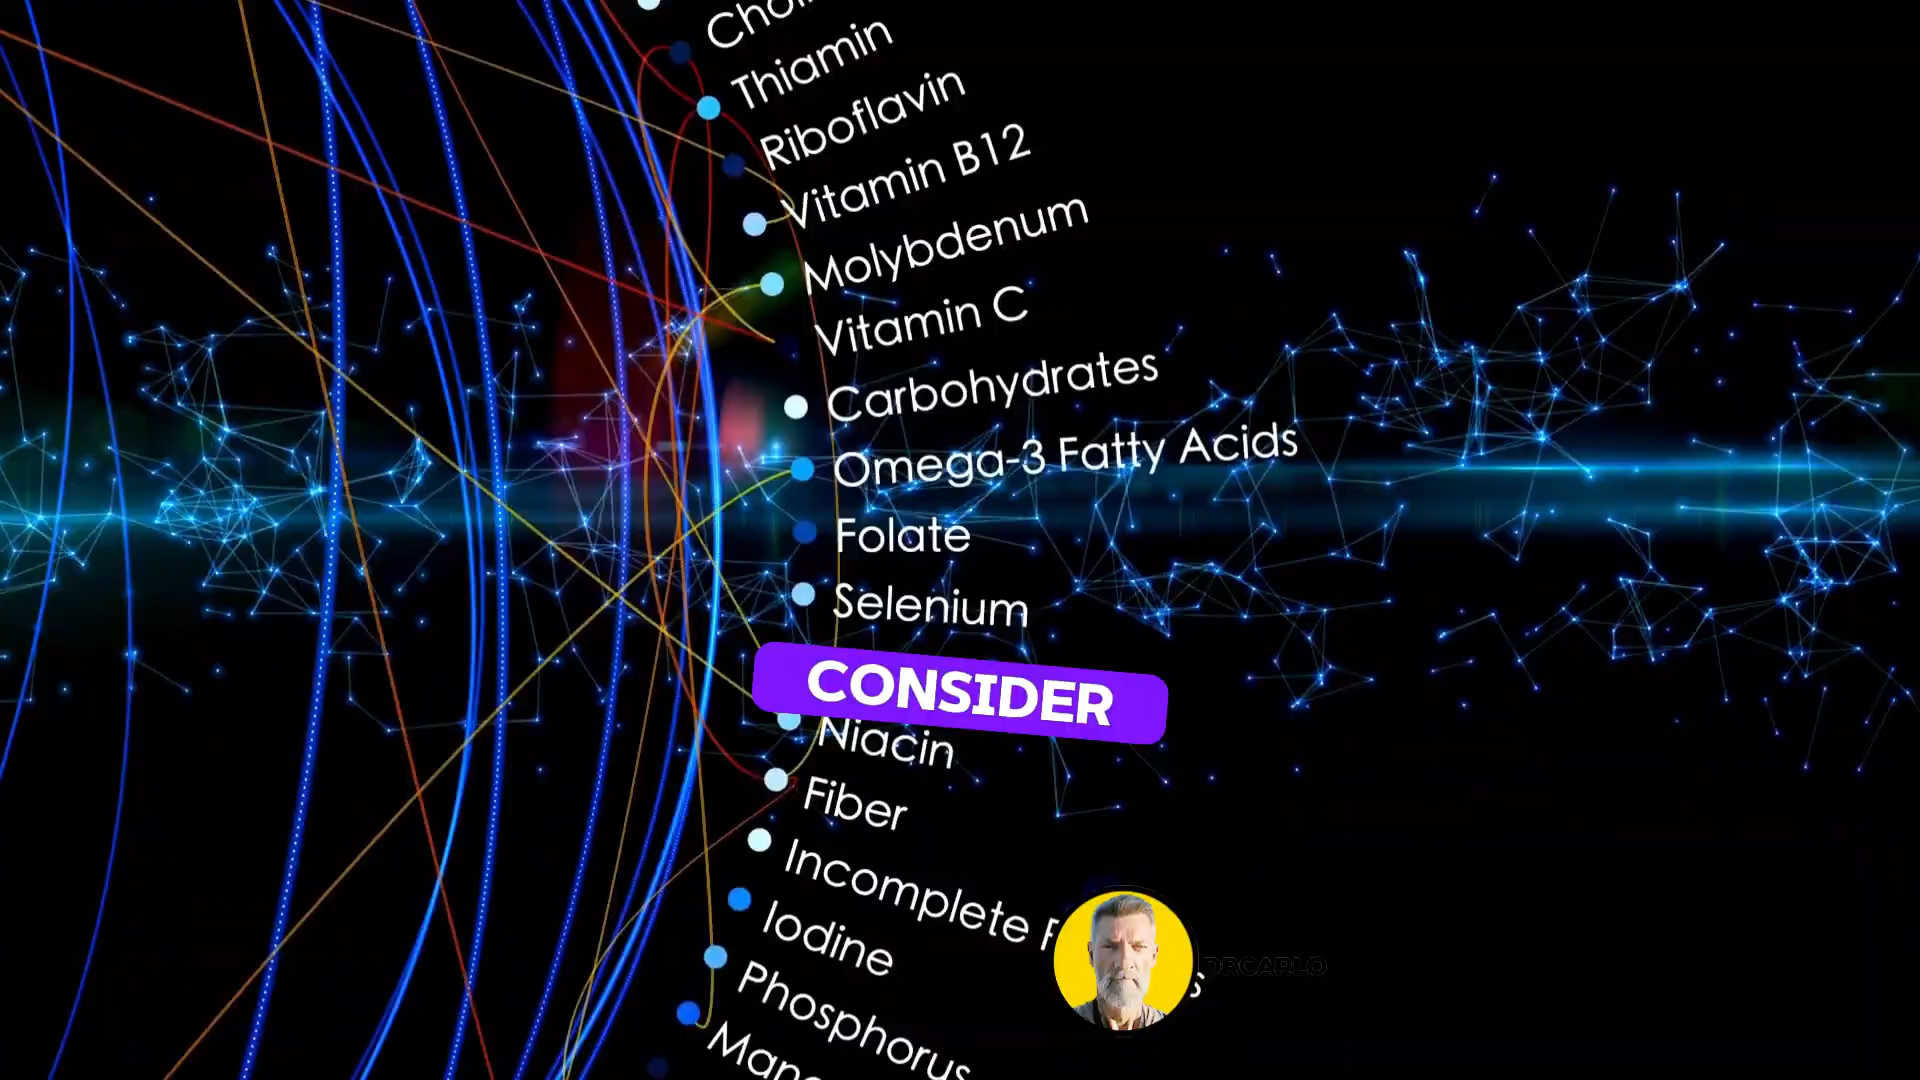 Thiamin
Riboflavin
Vitamin B12
Molybdenum
Vitamin C
Carbohydrates
Omega-3 Fatty Acids
Folate
Selenium
CONSIDER
Niacin
Fiber
Incomplete
Iodine
DRCARLO
Phosphorus